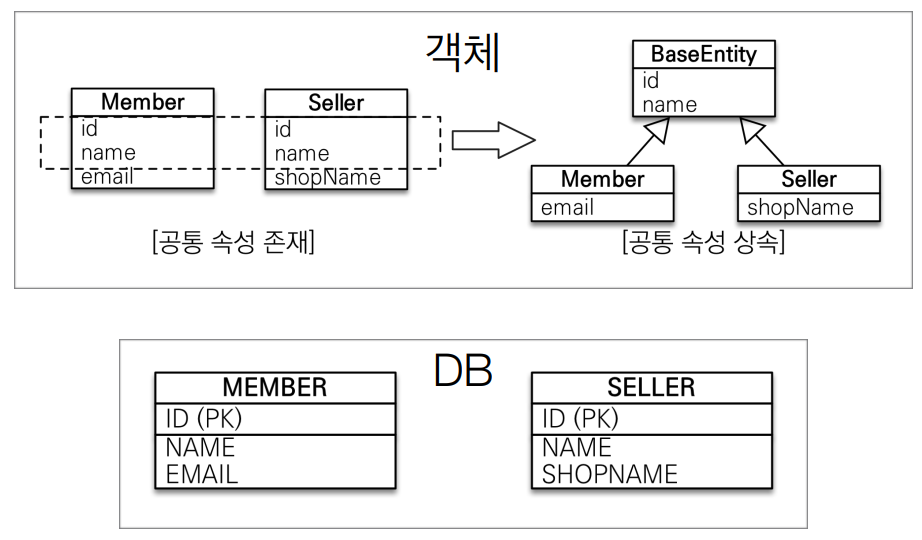 객체
Member
id
name
email
Seller
id
name
shopName
[공통 속성 존재]
BaseEntity
id
name
Member
email
Seller
shopName
[공통 속성 상속]
DB
MEMBER
ID (PK)
NAME
EMAIL
SELLER
ID (PK)
NAME
SHOPNAME